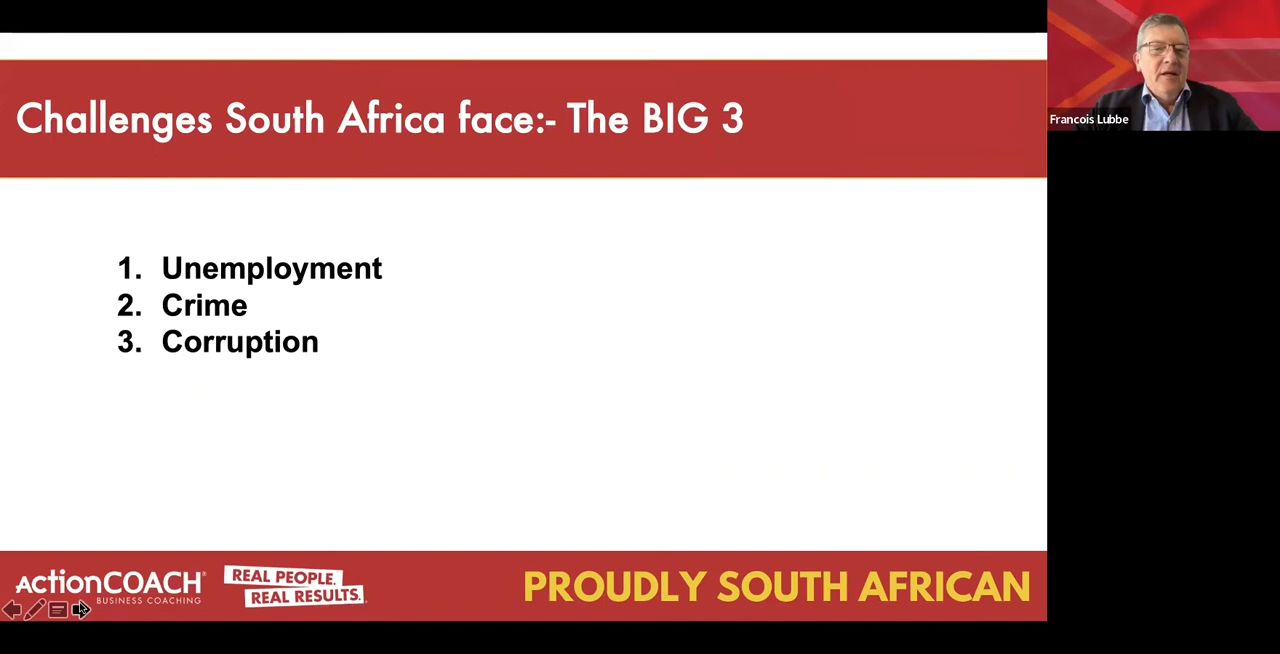 Challenges South Africa face:- The BIG 3
Francois Lubbe
1. Unemployment
2. Crime
3. Corruption
actionCOACH®
BUSINESS COACHING
REAL PEOPLE.
REAL RESULTS.
PROUDLY SOUTH AFRICAN